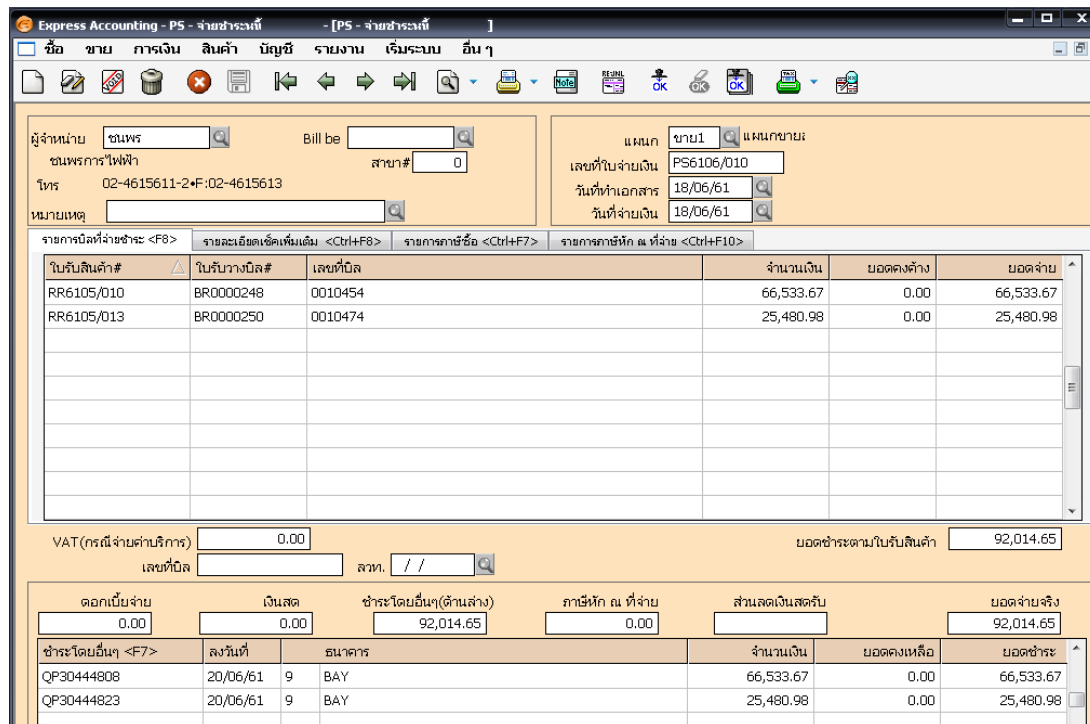 Express Accounting - PS - จ่ายชำระหนี้ - [PS - จ่ายชำระหนี้ ]
ซื้อ ขาย การเงิน สินค้า บัญชี รายงาน เริ่มระบบ อื่น ๆ
ผู้จำหน่าย ชนพร Bill be แผนก ขาย1 แผนกขาย
ชนพรการไฟฟ้า สาขา# 0 เลขที่ใบจ่ายเงิน PS6106/010
โทร 02-4615611-2•F:02-4615613 วันที่ทำเอกสาร 18/06/61
หมายเหตุ วันที่จ่ายเงิน 18/06/61
รายการบิลที่จ่ายชำระ <F8> รายละเอียดเช็คเพิ่มเติม <Ctrl+F8> รายการภาษีซื้อ <Ctrl+F7> รายการภาษีหัก ณ ที่จ่าย <Ctrl+F10>
ใบรับสินค้า# ใบรับวางบิล# เลขที่บิล จำนวนเงิน ยอดคงค้าง ยอดจ่าย
RR6105/010 BR0000248 0010454 66,533.67 0.00 66,533.67
RR6105/013 BR0000250 0010474 25,480.98 0.00 25,480.98
VAT(กรณีจ่ายค่าบริการ) 0.00 ยอดชำระตามใบรับสินค้า 92,014.65
เลขที่บิล ลวท. / /
ดอกเบี้ยจ่าย เงินสด ชำระโดยอื่นๆ(ด้านล่าง) ภาษีหัก ณ ที่จ่าย ส่วนลดเงินสดรับ ยอดจ่ายจริง
0.00 0.00 92,014.65 0.00 92,014.65
ชำระโดยอื่นๆ <F7> ลงวันที่ ธนาคาร จำนวนเงิน ยอดคงเหลือ ยอดชำระ
QP30444808 20/06/61 9 BAY 66,533.67 0.00 66,533.67
QP30444823 20/06/61 9 BAY 25,480.98 0.00 25,480.98